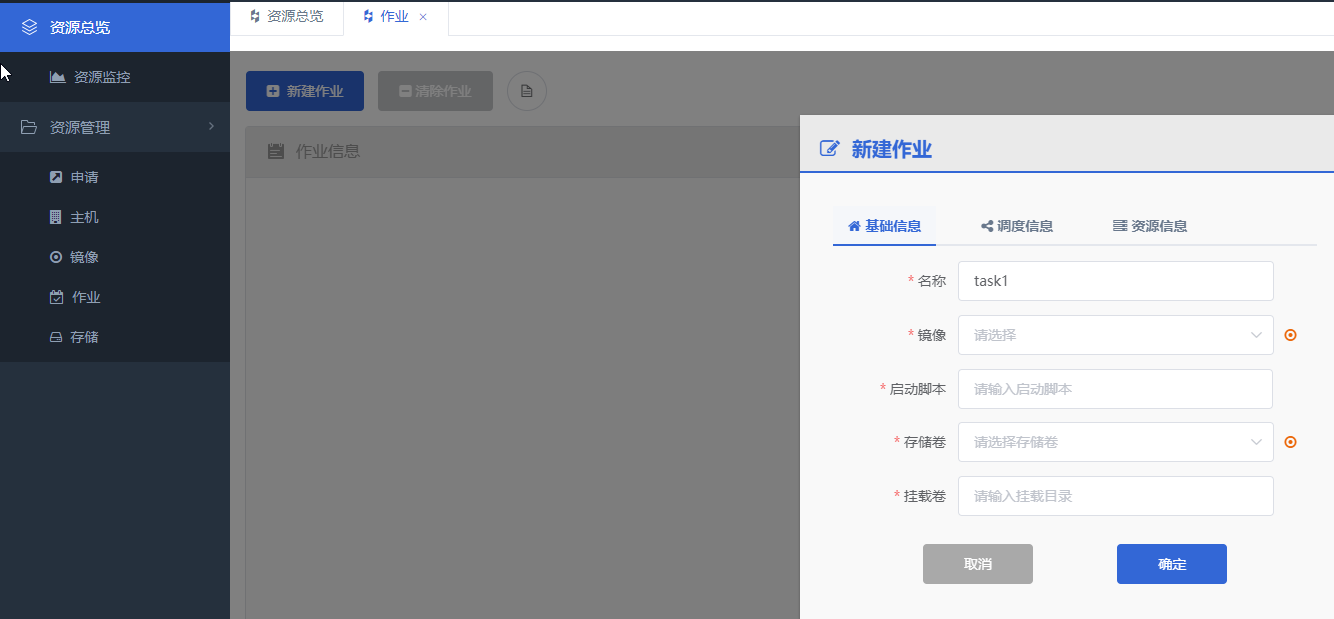 资源总览
资源监控
资源管理
申请
主机
镜像
作业
存储
资源总览
作业
新建作业
清除作业
作业信息
新建作业
基础信息
调度信息
资源信息
* 名称
task1
* 镜像
请选择
* 启动脚本
请输入启动脚本
* 存储卷
请选择存储卷
* 挂载卷
请输入挂载目录
取消
确定